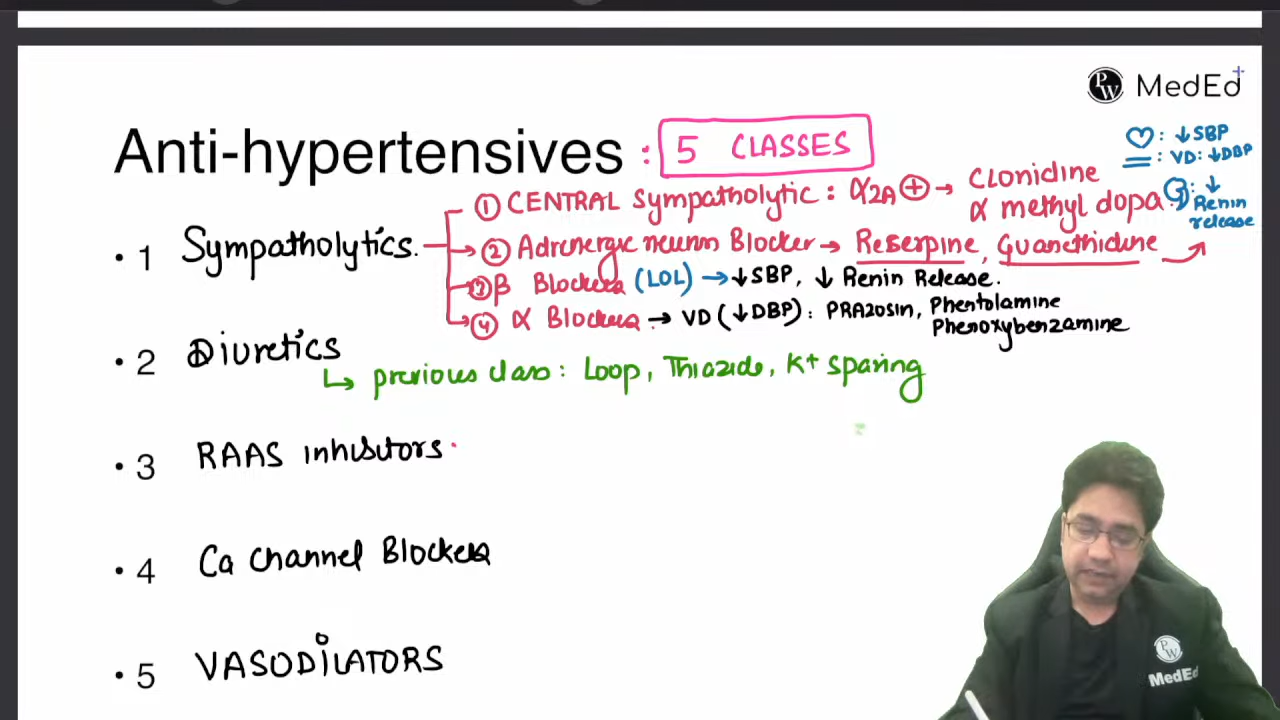 PW MedEd
Anti-hypertensives : 5 CLASSES
♡ : ↓ SBP
= : VD : ↓DBP
: ↓ Renin release
• 1 Sympatholytics.
① CENTRAL Sympatholytic : α2A ⊕ → Clonidine
α methyl dopa
② Adrenergic neuron Blocker → Reserpine, Guanethidine
③ β Blockers (LOL) → ↓SBP, ↓ Renin Release.
④ α Blockers → VD (↓DBP) : PRAZOSIN, Phentolamine
Phenoxybenzamine
• 2 Diuretics
↳ previous class : Loop, Thiazide, K+ sparing
• 3 RAAS inhibitors
• 4 Ca Channel Blockers
• 5 VASODILATORS
PW
MedEd